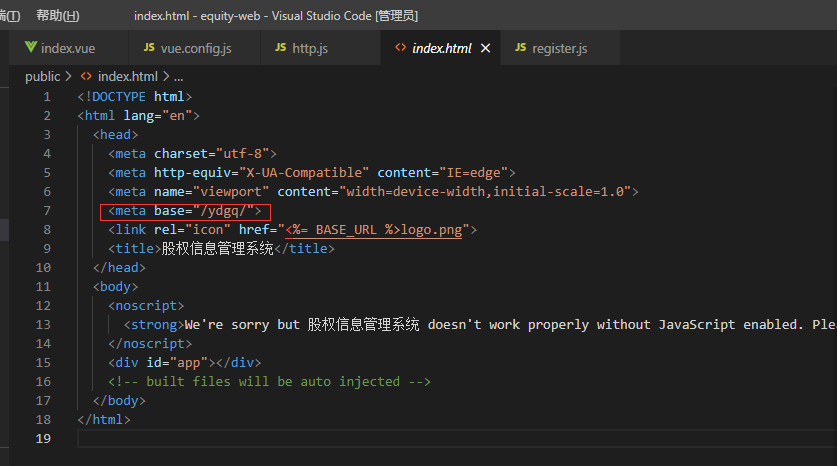 端(T) 帮助(H) index.html - equity-web - Visual Studio Code [管理员]
index.vue JS vue.config.js JS http.js <> index.html × JS register.js
public > <> index.html > ...
1 <!DOCTYPE html>
2 <html lang="en">
3 <head>
4 <meta charset="utf-8">
5 <meta http-equiv="X-UA-Compatible" content="IE=edge">
6 <meta name="viewport" content="width=device-width,initial-scale=1.0">
7 <meta base="/ydgq/">
8 <link rel="icon" href="<%= BASE_URL %>logo.png">
9 <title>股权信息管理系统</title>
10 </head>
11 <body>
12 <noscript>
13 <strong>We're sorry but 股权信息管理系统 doesn't work properly without JavaScript enabled. Plea
14 </noscript>
15 <div id="app"></div>
16 <!-- built files will be auto injected -->
17 </body>
18 </html>
19